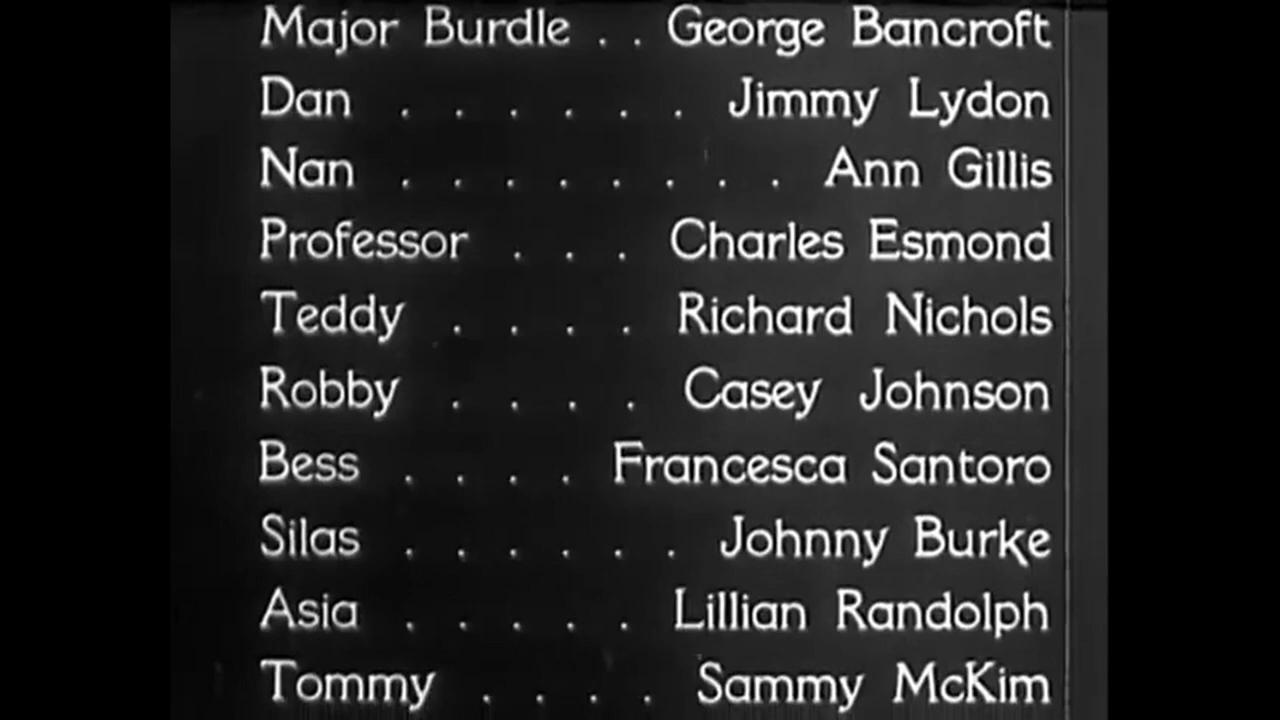 Major Burdle . . George Bancroft
Dan . . . . . . Jimmy Lydon
Nan . . . . . . . . Ann Gillis
Professor . . . Charles Esmond
Teddy . . . . Richard Nichols
Robby . . . . Casey Johnson
Bess . . . . Francesca Santoro
Silas . . . . . . Johnny Burke
Asia . . . . . Lillian Randolph
Tommy . . . . Sammy McKim